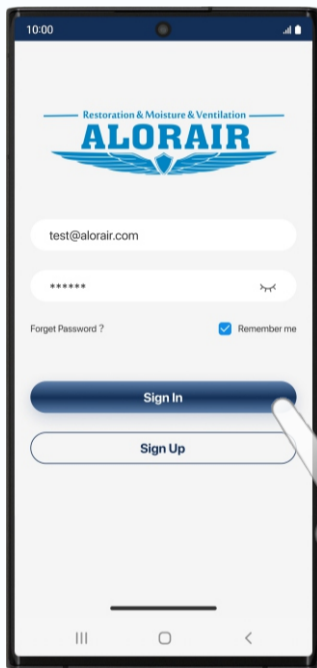 10:00
Restoration & Moisture & Ventilation
ALORAIR
test@alorair.com
******
Forget Password ?
Remember me
Sign In
Sign Up